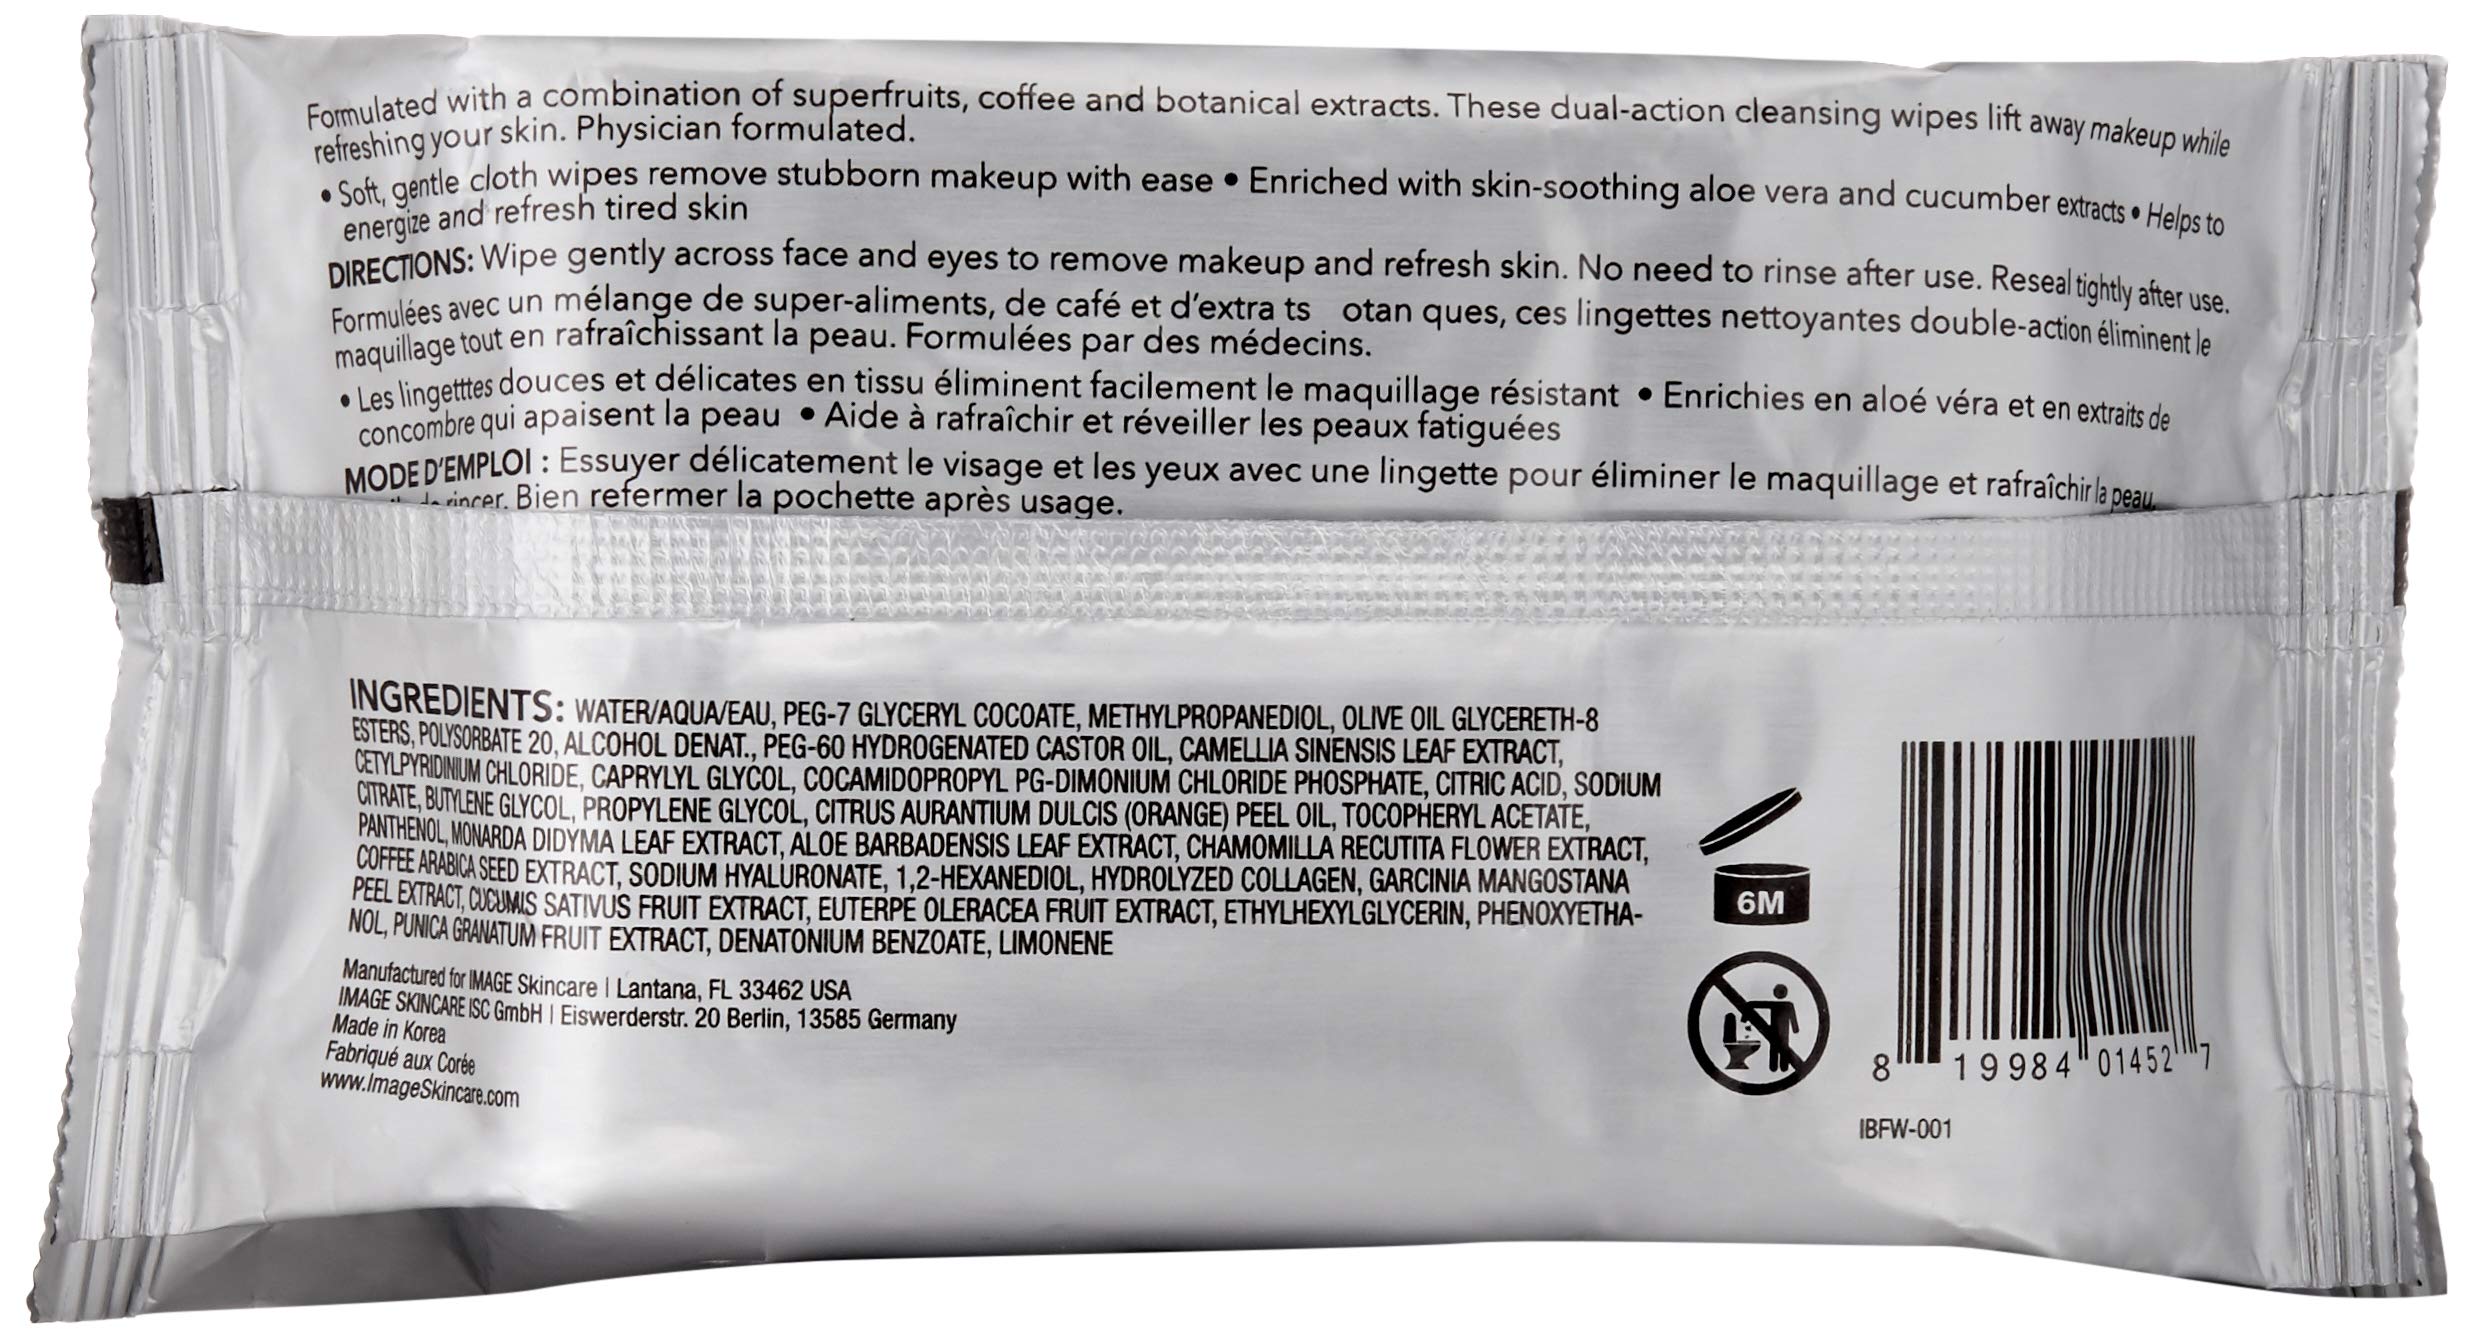 Formulated with a combination of superfruits, coffee and botanical extracts. These dual-action cleansing wipes lift away makeup while
refreshing your skin. Physician formulated.
• Soft, gentle cloth wipes remove stubborn makeup with ease • Enriched with skin-soothing aloe vera and cucumber extracts • Helps to
energize and refresh tired skin
DIRECTIONS: Wipe gently across face and eyes to remove makeup and refresh skin. No need to rinse after use. Reseal tightly after use.
Formulées avec un mélange de super-aliments, de café et d'extra ts otan ques, ces lingettes nettoyantes double-action éliminent le
maquillage tout en rafraîchissant la peau. Formulées par des médecins.
• Les lingetttes douces et délicates en tissu éliminent facilement le maquillage résistant • Enrichies en aloé véra et en extraits de
concombre qui apaisent la peau • Aide à rafraîchir et réveiller les peaux fatiguées
MODE D'EMPLOI : Essuyer délicatement le visage et les yeux avec une lingette pour éliminer le maquillage et rafraîchir la peau.
de rincer. Bien refermer la pochette après usage.
INGREDIENTS: WATER/AQUA/EAU, PEG-7 GLYCERYL COCOATE, METHYLPROPANEDIOL, OLIVE OIL GLYCERETH-8
ESTERS, POLYSORBATE 20, ALCOHOL DENAT., PEG-60 HYDROGENATED CASTOR OIL, CAMELLIA SINENSIS LEAF EXTRACT,
CETYLPYRIDINIUM CHLORIDE, CAPRYLYL GLYCOL, COCAMIDOPROPYL PG-DIMONIUM CHLORIDE PHOSPHATE, CITRIC ACID, SODIUM
CITRATE, BUTYLENE GLYCOL, PROPYLENE GLYCOL, CITRUS AURANTIUM DULCIS (ORANGE) PEEL OIL, TOCOPHERYL ACETATE,
PANTHENOL, MONARDA DIDYMA LEAF EXTRACT, ALOE BARBADENSIS LEAF EXTRACT, CHAMOMILLA RECUTITA FLOWER EXTRACT,
COFFEE ARABICA SEED EXTRACT, SODIUM HYALURONATE, 1,2-HEXANEDIOL, HYDROLYZED COLLAGEN, GARCINIA MANGOSTANA
PEEL EXTRACT, CUCUMIS SATIVUS FRUIT EXTRACT, EUTERPE OLERACEA FRUIT EXTRACT, ETHYLHEXYLGLYCERIN, PHENOXYETHA-
NOL, PUNICA GRANATUM FRUIT EXTRACT, DENATONIUM BENZOATE, LIMONENE
Manufactured for IMAGE Skincare | Lantana, FL 33462 USA
IMAGE SKINCARE ISC GmbH | Eiswerderstr. 20 Berlin, 13585 Germany
Made in Korea
Fabriqué aux Corée
www.ImageSkincare.com
6M
8 19984 01452 7
IBFW-001